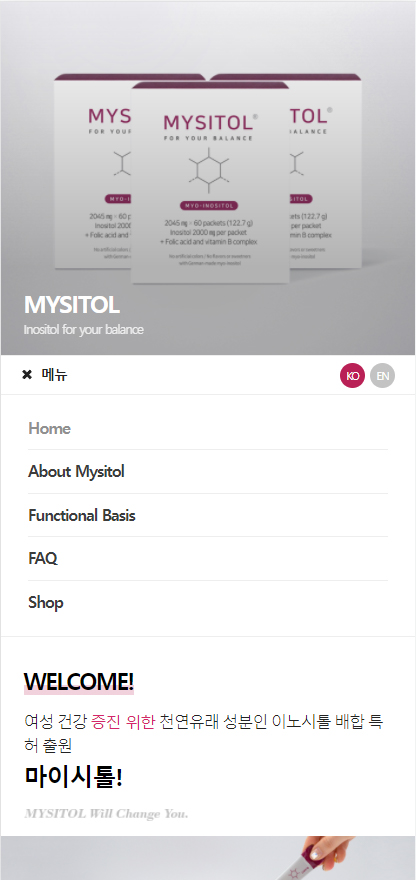 MYSITOL®
FOR YOUR BALANCE
MYO-INOSITOL
2045 mg × 60 packets (122.7 g)
Inositol 2000 mg per packet
+ Folic acid and vitamin B complex
MYSITOL
Inositol for your balance
✖ 메뉴 KO EN
Home
About Mysitol
Functional Basis
FAQ
Shop
WELCOME!
여성 건강 증진 위한 천연유래 성분인 이노시톨 배합 특
허 출원
마이시톨!
MYSITOL Will Change You.